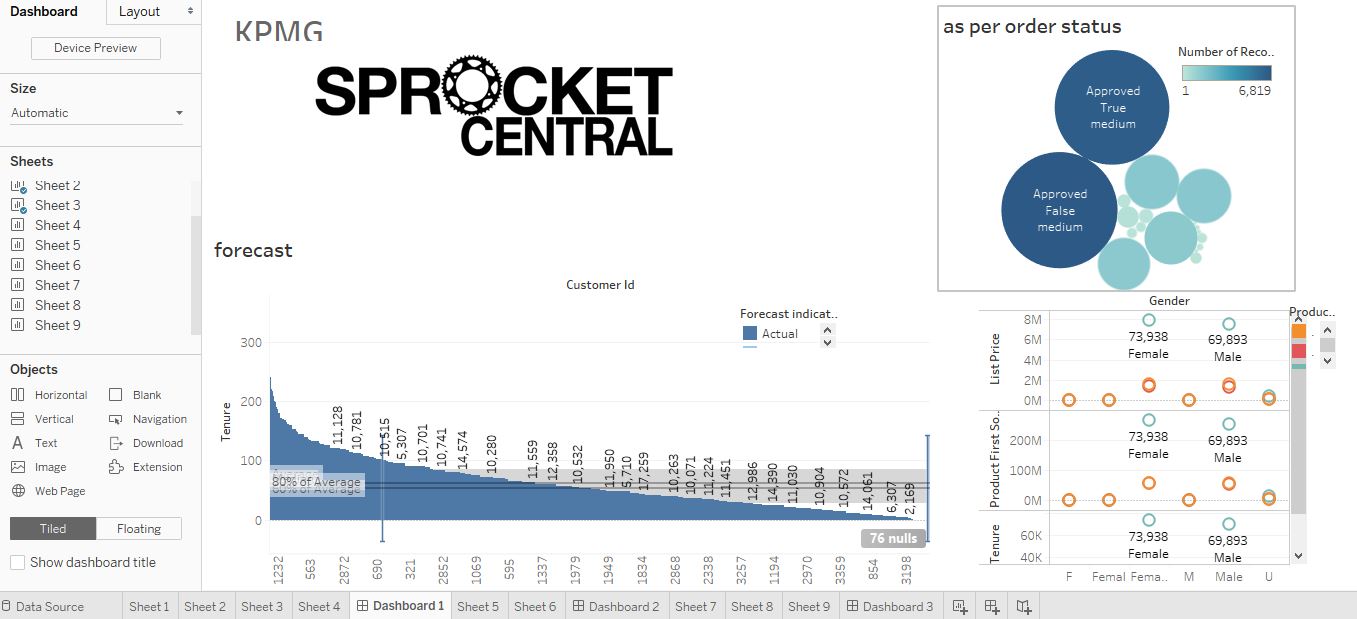 Dashboard
Layout
Device Preview
Size
Automatic
Sheets
Sheet 2
Sheet 3
Sheet 4
Sheet 5
Sheet 6
Sheet 7
Sheet 8
Sheet 9
Objects
Horizontal
Blank
Vertical
Navigation
Text
Download
Image
Extension
Web Page
Tiled
Floating
Show dashboard title
KPMG
SPROCKET
CENTRAL
as per order status
Number of Reco..
1
6,819
Approved
True
medium
Approved
False
medium
forecast
Customer Id
Forecast indicat..
Actual
Tenure
300
200
100
0
80% of Average
11,128
10,781
10,515
5,307
10,701
10,741
14,574
10,280
11,559
12,358
10,532
11,950
5,710
17,259
10,263
10,071
11,224
11,451
12,986
14,390
11,030
10,904
10,572
14,061
6,307
2,169
76 nulls
1232
563
2872
690
321
2852
1069
595
1337
1979
1949
1834
2868
2338
3257
1194
2970
3359
854
3198
Gender
Produc..
List Price
8M
6M
4M
2M
0M
73,938
Female
69,893
Male
Product First So..
200M
100M
0M
73,938
Female
69,893
Male
Tenure
60K
40K
73,938
Female
69,893
Male
F
Femal
Fema..
M
Male
U
Data Source
Sheet 1
Sheet 2
Sheet 3
Sheet 4
Dashboard 1
Sheet 5
Sheet 6
Dashboard 2
Sheet 7
Sheet 8
Sheet 9
Dashboard 3